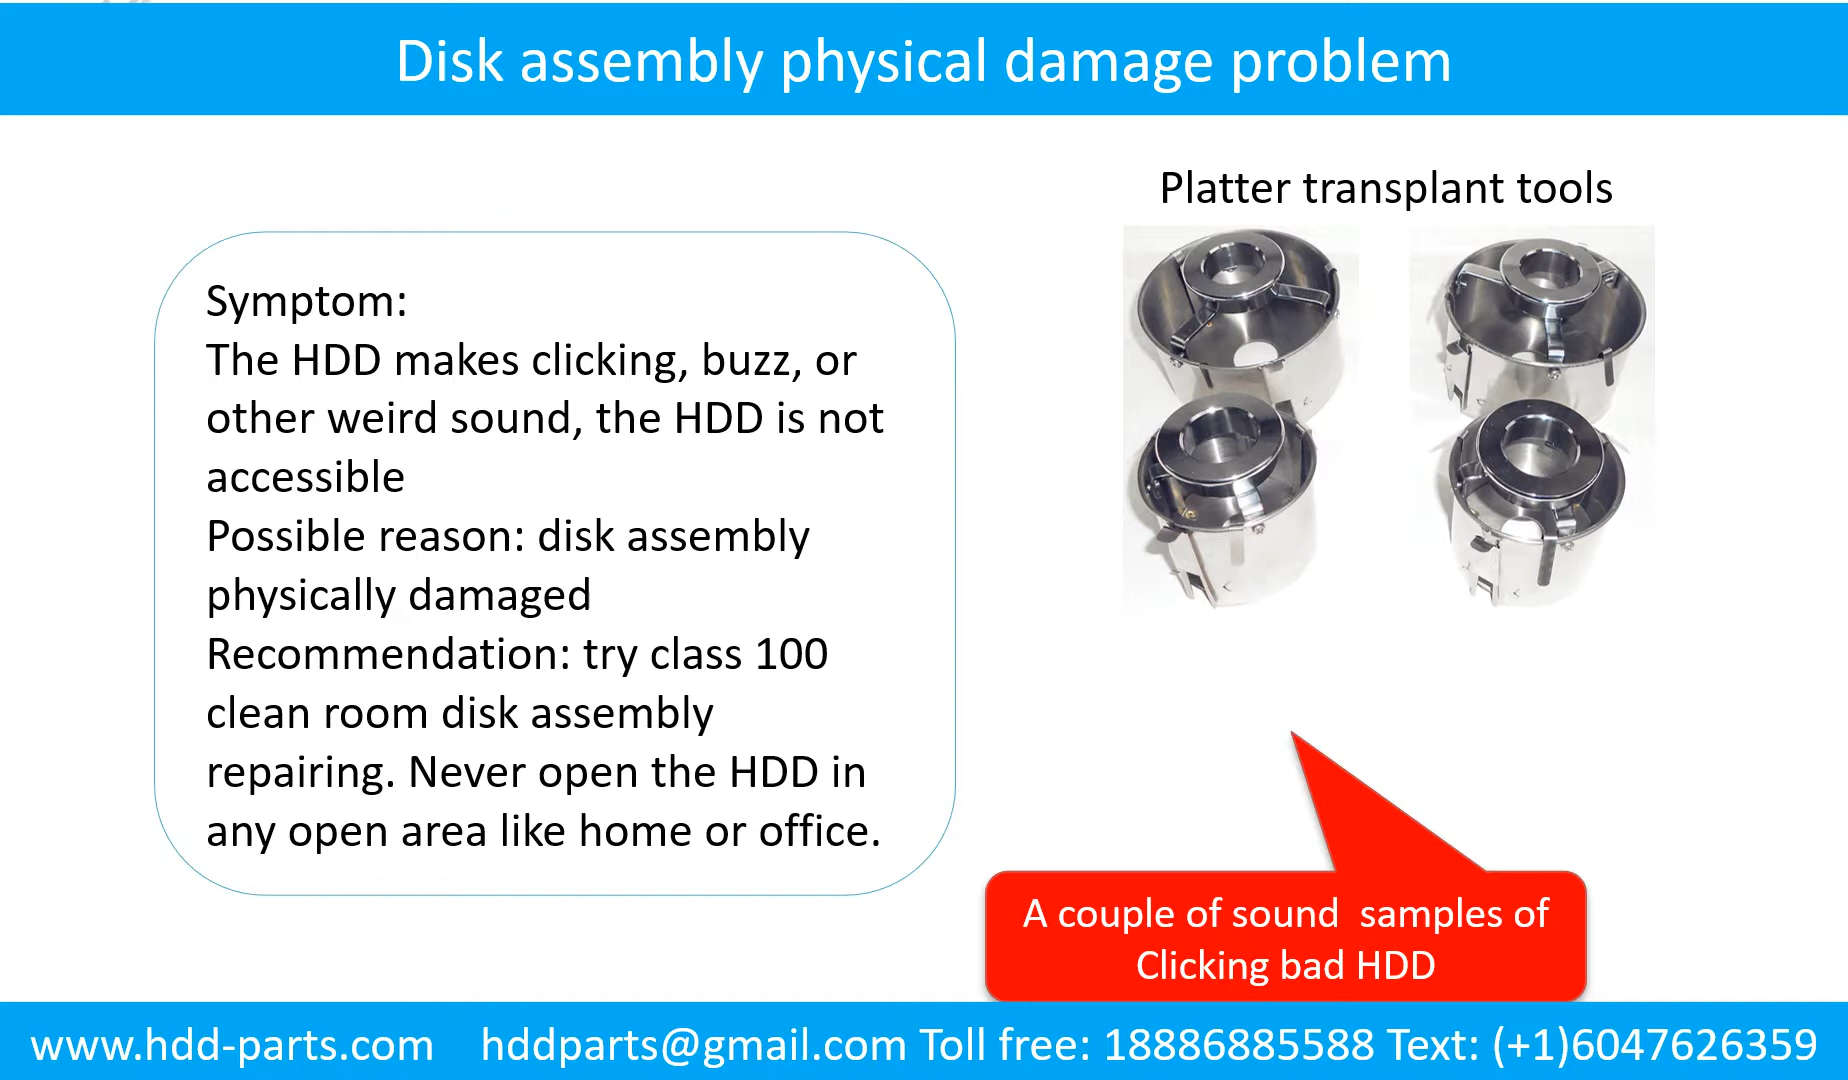 Disk assembly physical damage problem
Platter transplant tools
Symptom:
The HDD makes clicking, buzz, or
other weird sound, the HDD is not
accessible
Possible reason: disk assembly
physically damaged
Recommendation: try class 100
clean room disk assembly
repairing. Never open the HDD in
any open area like home or office.
A couple of sound  samples of
Clicking bad HDD
www.hdd-parts.com    hddparts@gmail.com Toll free: 18886885588 Text: (+1)6047626359